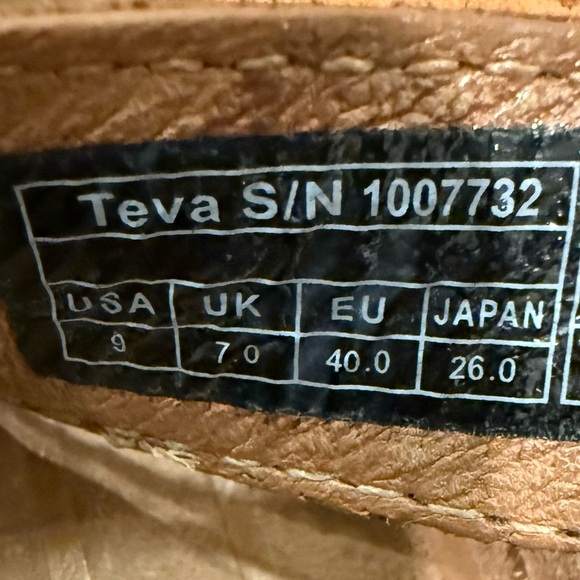 Teva S/N 1007732
USA UK EU JAPAN
9 7.0 40.0 26.0